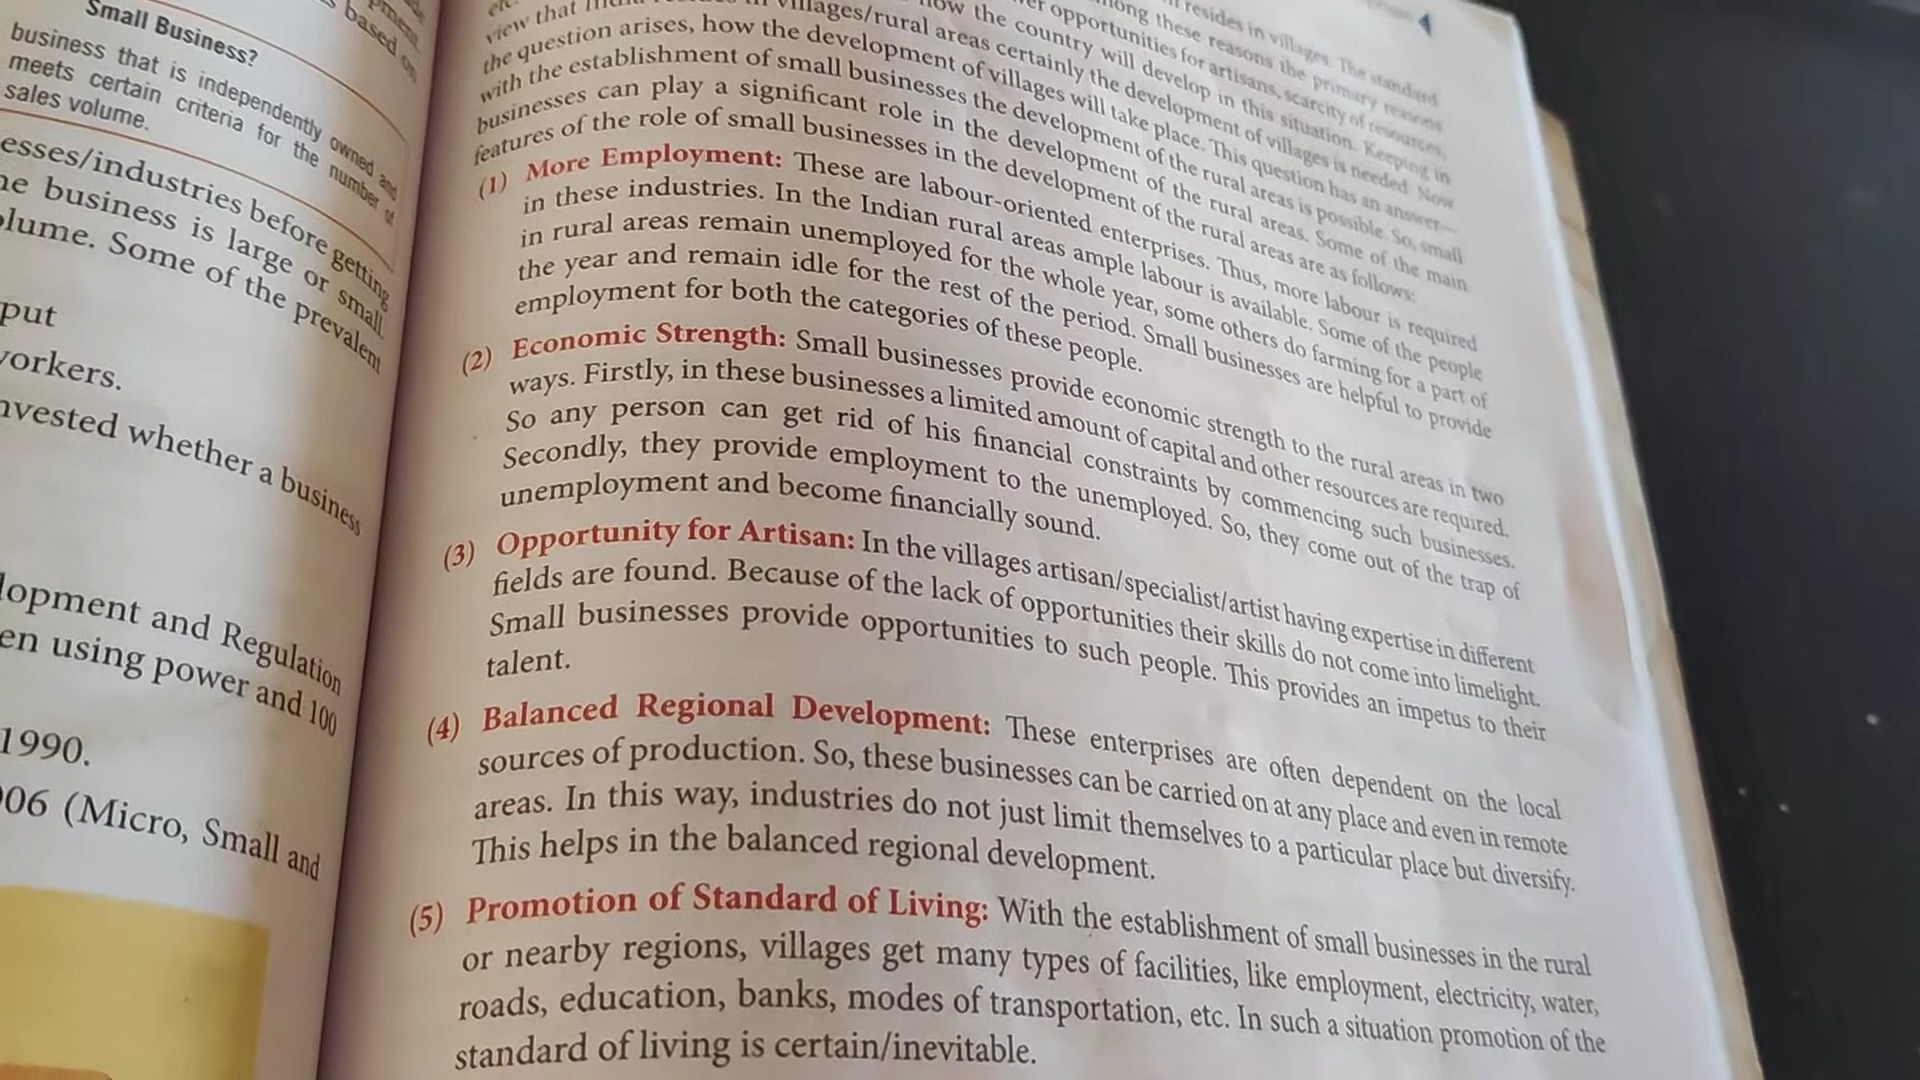 Small Business?
business that is independently owned and
meets certain criteria for the number of
sales volume.
esses/industries before getting
business is large or small.
lume. Some of the prevalent
put
orkers.
nvested whether a business
lopment and Regulation
en using power and 100
1990.
06 (Micro, Small and
resides in villages. The standard
among these reasons the primary reasons
opportunities for artisans, scarcity of resources,
how the country will develop in this situation. Keeping in
view that villages/rural areas certainly the development of villages is needed. Now
the question arises, how the development of villages will take place. This question has an answer—
with the establishment of small businesses the development of the rural areas is possible. So, small
businesses can play a significant role in the development of the rural areas. Some of the main
features of the role of small businesses in the development of the rural areas are as follows:
(1) More Employment: These are labour-oriented enterprises. Thus, more labour is required
in these industries. In the Indian rural areas ample labour is available. Some of the people
in rural areas remain unemployed for the whole year, some others do farming for a part of
the year and remain idle for the rest of the period. Small businesses are helpful to provide
employment for both the categories of these people.
(2) Economic Strength: Small businesses provide economic strength to the rural areas in two
ways. Firstly, in these businesses a limited amount of capital and other resources are required.
So any person can get rid of his financial constraints by commencing such businesses.
Secondly, they provide employment to the unemployed. So, they come out of the trap of
unemployment and become financially sound.
(3) Opportunity for Artisan: In the villages artisan/specialist/artist having expertise in different
fields are found. Because of the lack of opportunities their skills do not come into limelight.
Small businesses provide opportunities to such people. This provides an impetus to their
talent.
(4) Balanced Regional Development: These enterprises are often dependent on the local
sources of production. So, these businesses can be carried on at any place and even in remote
areas. In this way, industries do not just limit themselves to a particular place but diversify.
This helps in the balanced regional development.
(5) Promotion of Standard of Living: With the establishment of small businesses in the rural
or nearby regions, villages get many types of facilities, like employment, electricity, water,
roads, education, banks, modes of transportation, etc. In such a situation promotion of the
standard of living is certain/inevitable.